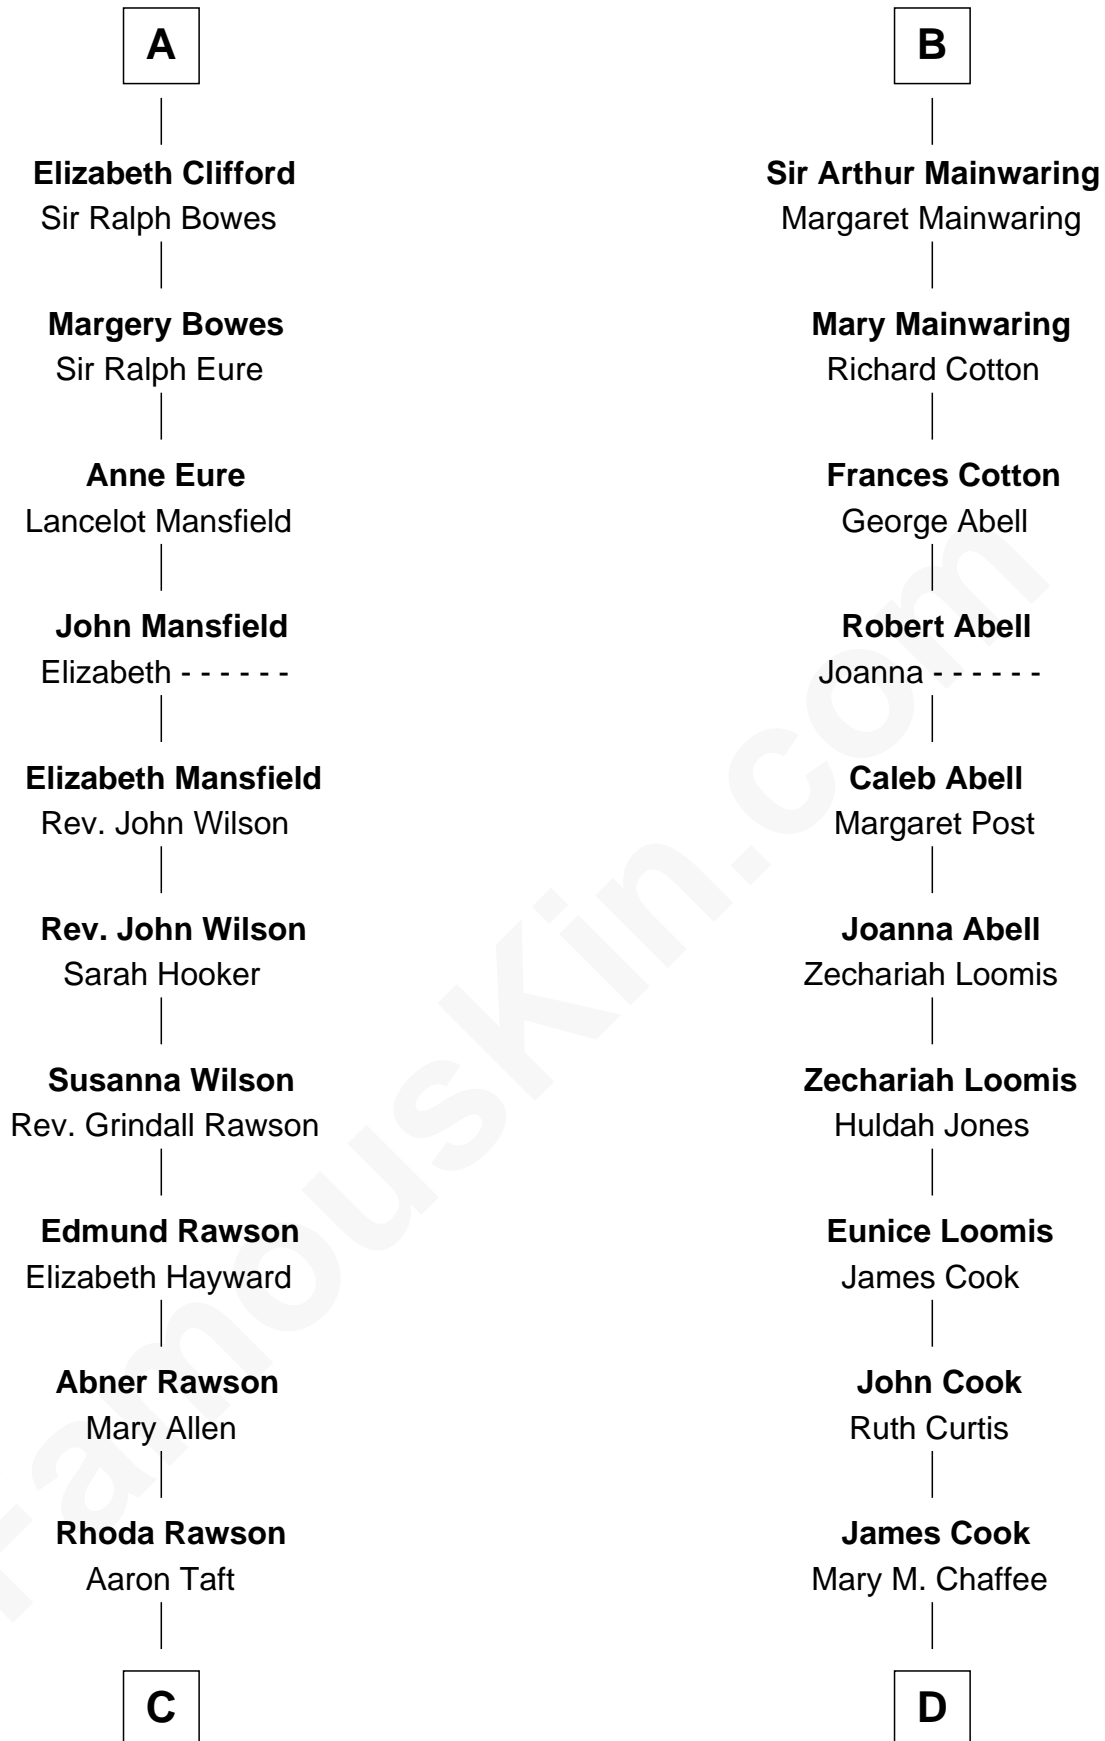 A
Elizabeth Clifford
Sir Ralph Bowes
Margery Bowes
Sir Ralph Eure
Anne Eure
Lancelot Mansfield
John Mansfield
Elizabeth - - - - - -
Elizabeth Mansfield
Rev. John Wilson
Rev. John Wilson
Sarah Hooker
Susanna Wilson
Rev. Grindall Rawson
Edmund Rawson
Elizabeth Hayward
Abner Rawson
Mary Allen
Rhoda Rawson
Aaron Taft
C
B
Sir Arthur Mainwaring
Margaret Mainwaring
Mary Mainwaring
Richard Cotton
Frances Cotton
George Abell
Robert Abell
Joanna - - - - - -
Caleb Abell
Margaret Post
Joanna Abell
Zechariah Loomis
Zechariah Loomis
Huldah Jones
Eunice Loomis
James Cook
John Cook
Ruth Curtis
James Cook
Mary M. Chaffee
D
FamousKin.com